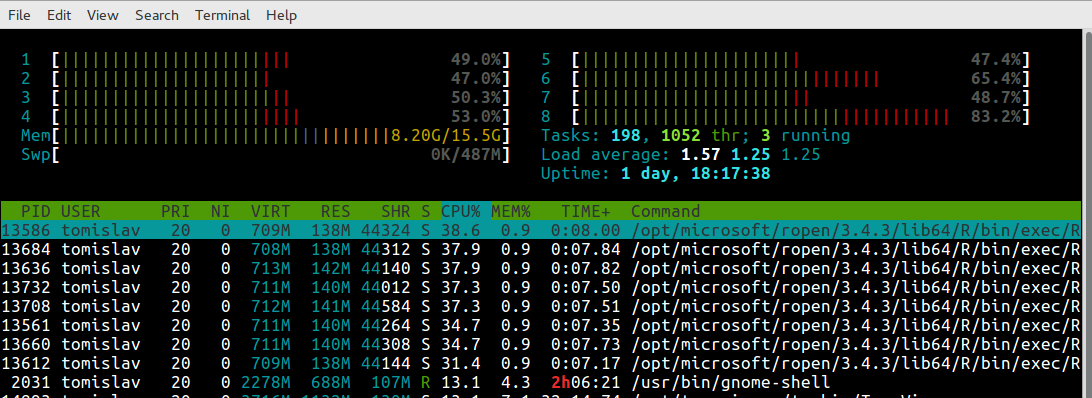 File Edit View Search Terminal Help
1 [||||||||||||||||||||||| 49.0%] 5 [|||||||||||||||||||||| 47.4%]
2 [||||||||||||||||||||| 47.0%] 6 [|||||||||||||||||||||||||||||| 65.4%]
3 [||||||||||||||||||||||| 50.3%] 7 [||||||||||||||||||||||| 48.7%]
4 [|||||||||||||||||||||||| 53.0%] 8 [||||||||||||||||||||||||||||||||||||| 83.2%]
Mem[|||||||||||||||||||||||||||||||||8.20G/15.5G] Tasks: 198, 1052 thr; 3 running
Swp[ 0K/487M] Load average: 1.57 1.25 1.25
Uptime: 1 day, 18:17:38
PID USER PRI NI VIRT RES SHR S CPU% MEM% TIME+ Command
13586 tomislav 20 0 709M 138M 44324 S 38.6 0.9 0:08.00 /opt/microsoft/ropen/3.4.3/lib64/R/bin/exec/R
13684 tomislav 20 0 708M 138M 44312 S 37.9 0.9 0:07.84 /opt/microsoft/ropen/3.4.3/lib64/R/bin/exec/R
13636 tomislav 20 0 713M 142M 44140 S 37.9 0.9 0:07.82 /opt/microsoft/ropen/3.4.3/lib64/R/bin/exec/R
13732 tomislav 20 0 711M 140M 44012 S 37.3 0.9 0:07.50 /opt/microsoft/ropen/3.4.3/lib64/R/bin/exec/R
13708 tomislav 20 0 712M 141M 44584 S 37.3 0.9 0:07.51 /opt/microsoft/ropen/3.4.3/lib64/R/bin/exec/R
13561 tomislav 20 0 711M 140M 44264 S 34.7 0.9 0:07.35 /opt/microsoft/ropen/3.4.3/lib64/R/bin/exec/R
13660 tomislav 20 0 711M 140M 44308 S 34.7 0.9 0:07.73 /opt/microsoft/ropen/3.4.3/lib64/R/bin/exec/R
13612 tomislav 20 0 709M 138M 44144 S 31.4 0.9 0:07.17 /opt/microsoft/ropen/3.4.3/lib64/R/bin/exec/R
2031 tomislav 20 0 2278M 688M 107M R 13.1 4.3 2h06:21 /usr/bin/gnome-shell